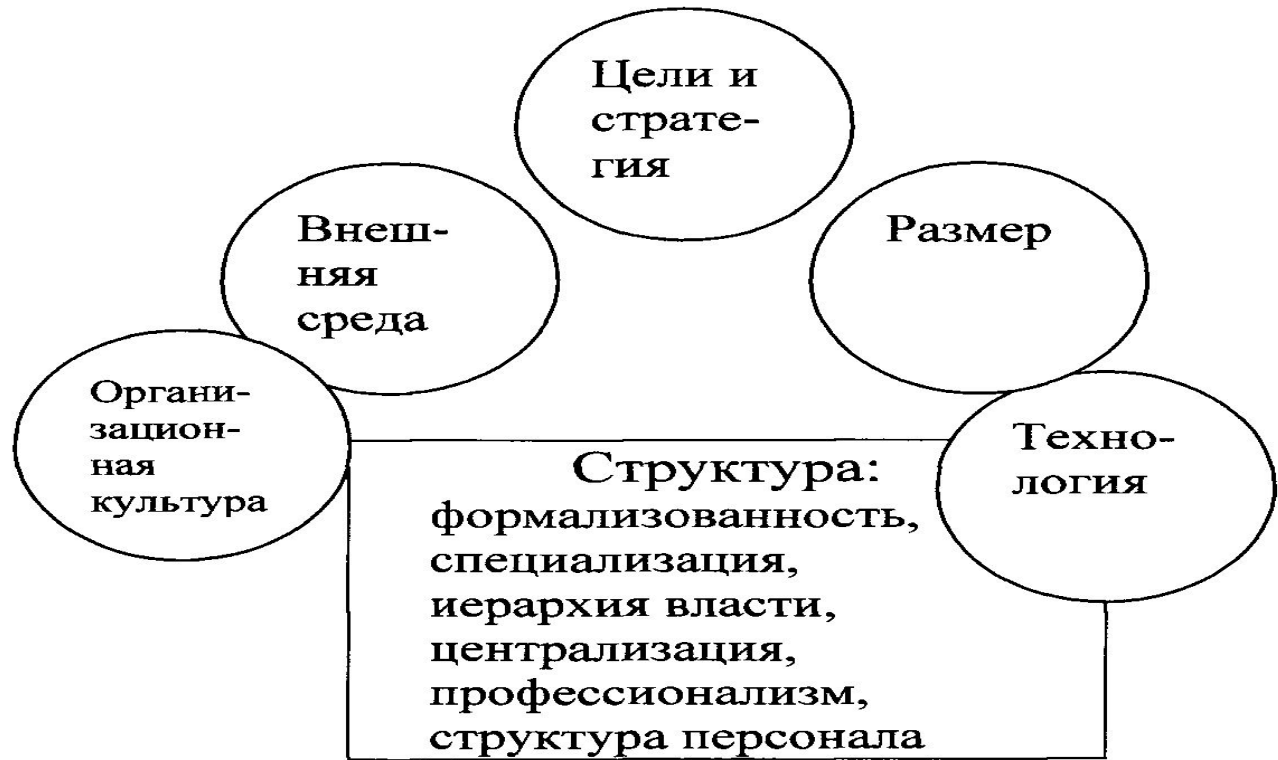 Цели и
страте-
гия
Внеш-
няя
среда
Размер
Органи-
зацион-
ная
культура
Техно-
логия
Структура:
формализованность,
специализация,
иерархия власти,
централизация,
профессионализм,
структура персонала